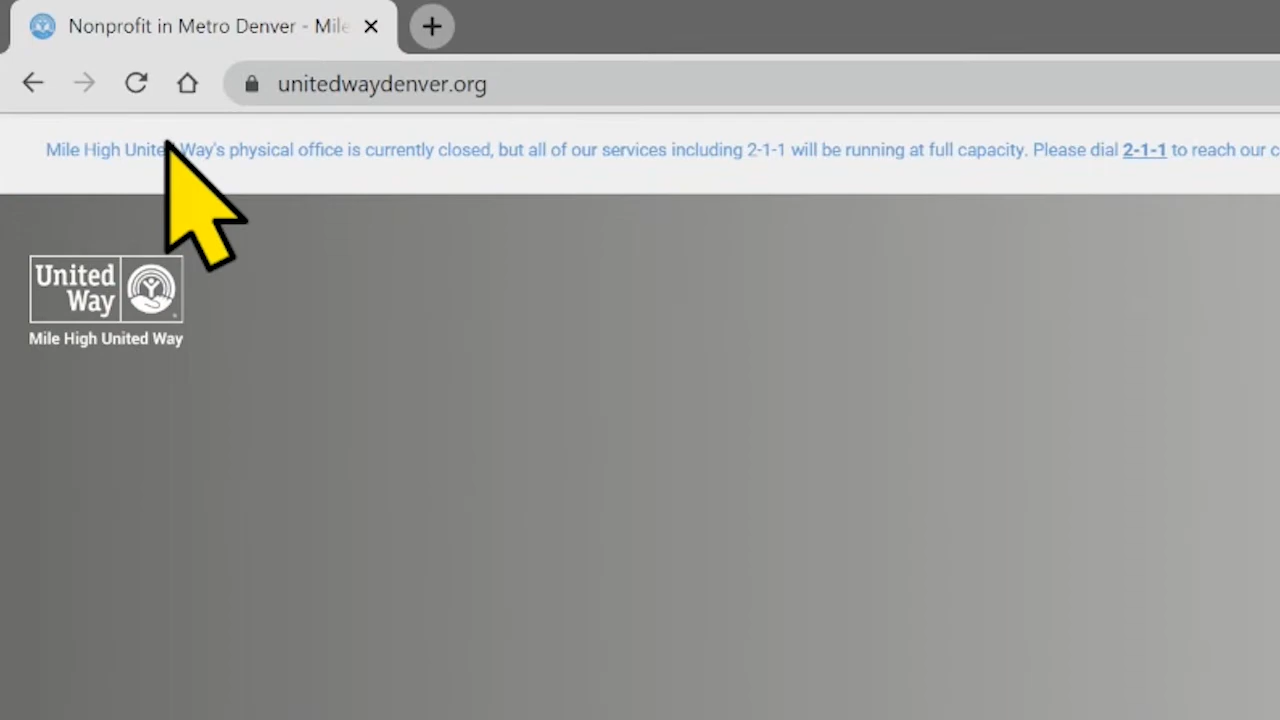 Nonprofit in Metro Denver - Mile
unitedwaydenver.org
Mile High United Way's physical office is currently closed, but all of our services including 2-1-1 will be running at full capacity. Please dial 2-1-1 to reach our c
United
Way
Mile High United Way